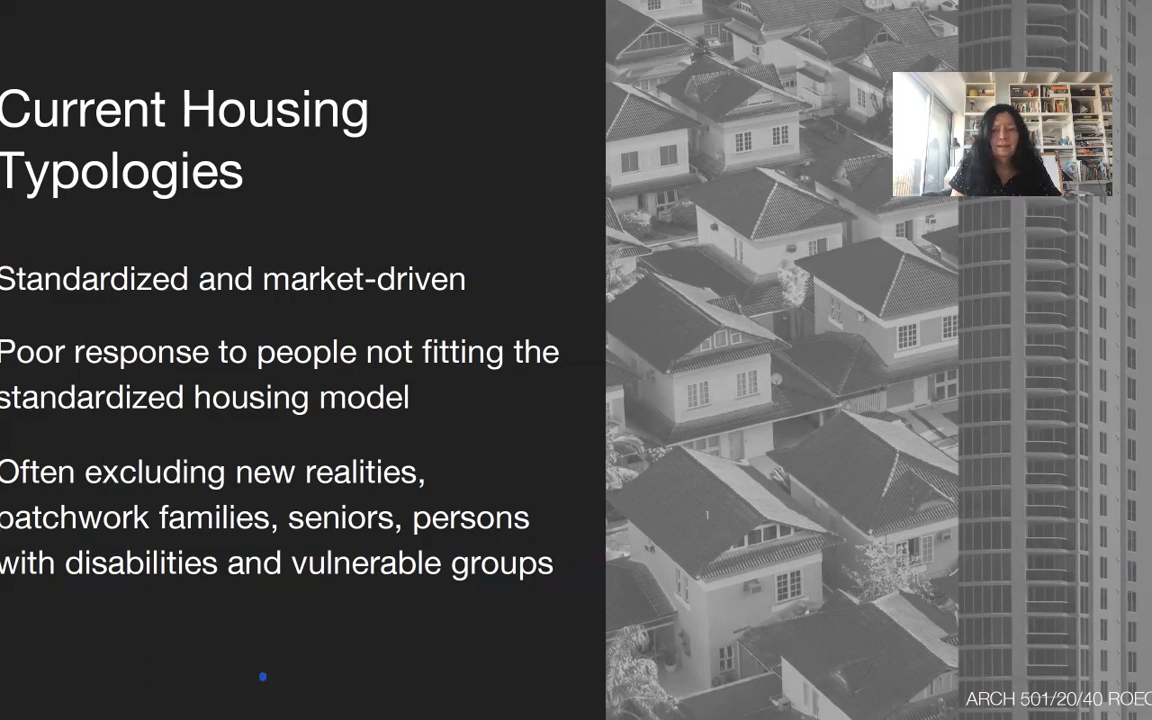 Current Housing
Typologies
Standardized and market-driven
Poor response to people not fitting the
standardized housing model
Often excluding new realities,
patchwork families, seniors, persons
with disabilities and vulnerable groups
ARCH 501/20/40